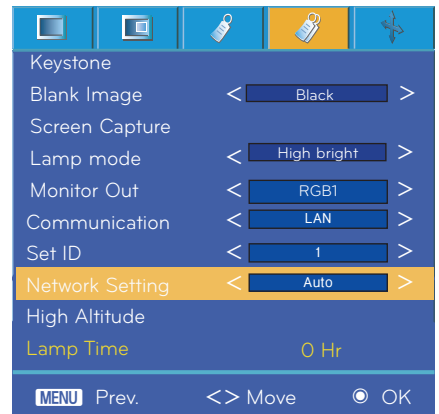 Keystone
Blank Image < Black >
Screen Capture
Lamp mode < High bright >
Monitor Out < RGB1 >
Communication < LAN >
Set ID < 1 >
Network Setting < Auto >
High Altitude
Lamp Time 0 Hr
MENU Prev. <> Move ◉ OK